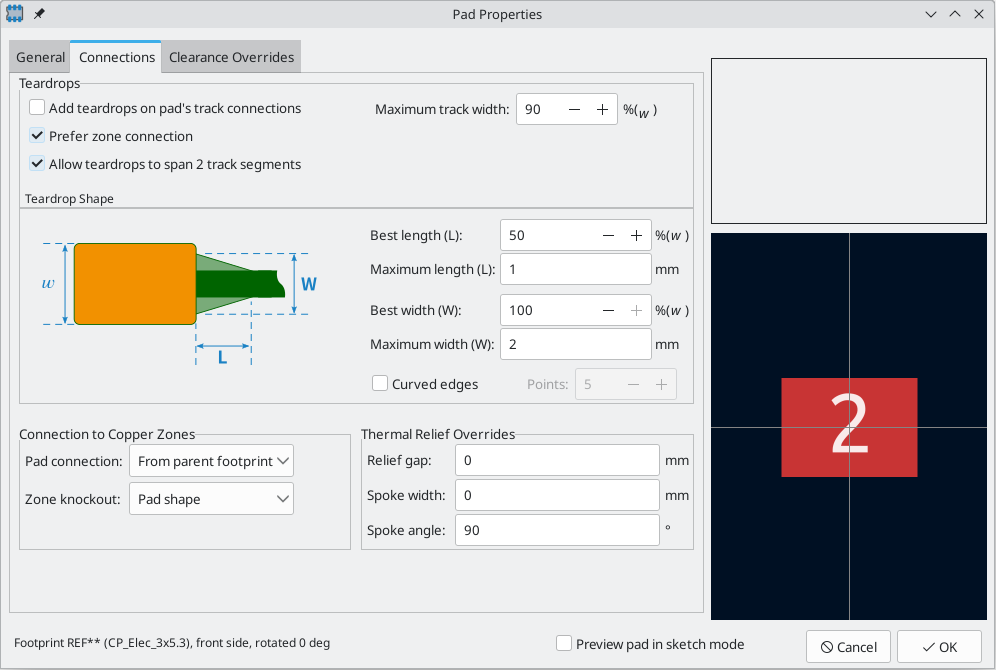 Pad Properties
General Connections Clearance Overrides
Teardrops
Add teardrops on pad's track connections
Maximum track width: 90 %(w )
Prefer zone connection
Allow teardrops to span 2 track segments
Teardrop Shape
w
W
L
Best length (L): 50 %(w )
Maximum length (L): 1 mm
Best width (W): 100 %(w )
Maximum width (W): 2 mm
Curved edges Points: 5
Connection to Copper Zones
Pad connection: From parent footprint
Zone knockout: Pad shape
Thermal Relief Overrides
Relief gap: 0 mm
Spoke width: 0 mm
Spoke angle: 90 °
2
Footprint REF** (CP_Elec_3x5.3), front side, rotated 0 deg
Preview pad in sketch mode
Cancel OK